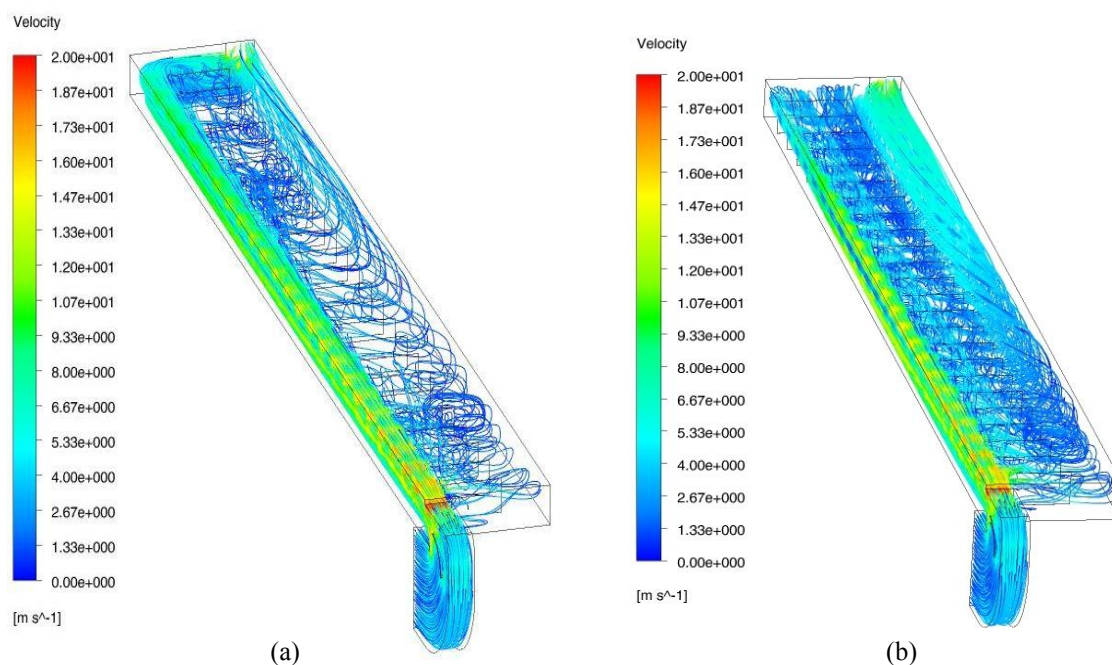 Velocity
2.00e+001
1.87e+001
1.73e+001
1.60e+001
1.47e+001
1.33e+001
1.20e+001
1.07e+001
9.33e+000
8.00e+000
6.67e+000
5.33e+000
4.00e+000
2.67e+000
1.33e+000
0.00e+000
[m s^-1]
(a)
Velocity
2.00e+001
1.87e+001
1.73e+001
1.60e+001
1.47e+001
1.33e+001
1.20e+001
1.07e+001
9.33e+000
8.00e+000
6.67e+000
5.33e+000
4.00e+000
2.67e+000
1.33e+000
0.00e+000
[m s^-1]
(b)